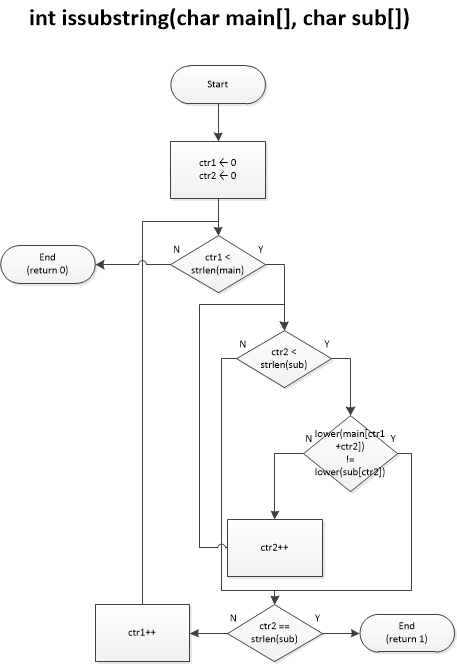 int issubstring(char main[], char sub[])
Start
ctr1 ← 0
ctr2 ← 0
N
Y
End
(return 0)
ctr1 <
strlen(main)
N
Y
ctr2 <
strlen(sub)
N
Y
lower(main[ctr1
+ctr2])
!=
lower(sub[ctr2])
ctr2++
N
Y
ctr1++
ctr2 ==
strlen(sub)
End
(return 1)